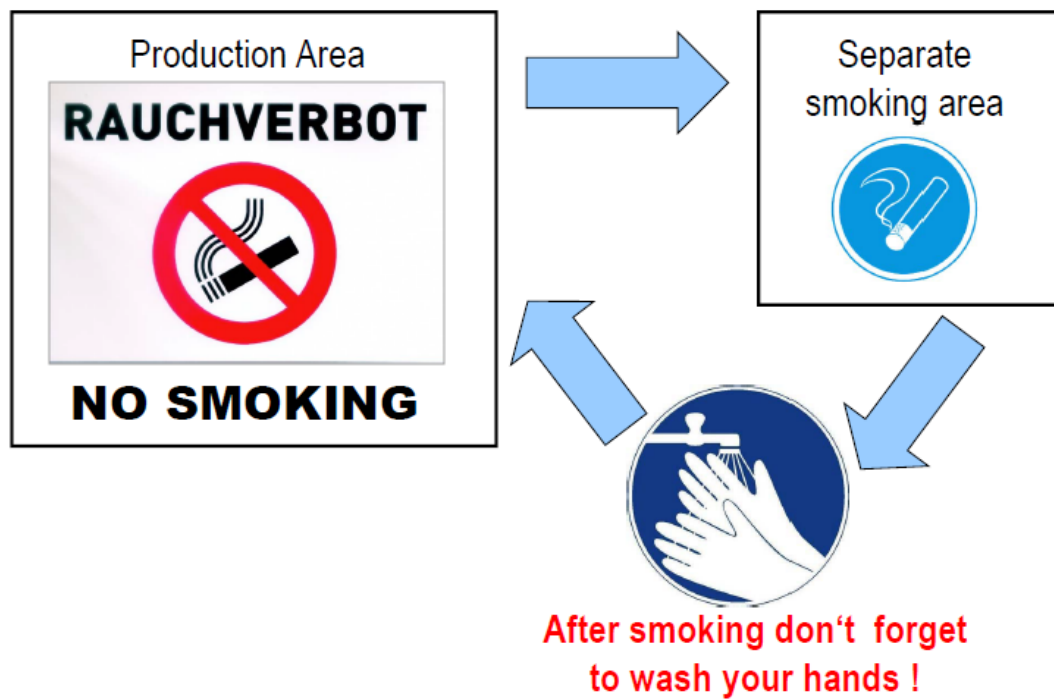 Production Area
RAUCHVERBOT
NO SMOKING
Separate
smoking area
After smoking don‘t forget
to wash your hands !